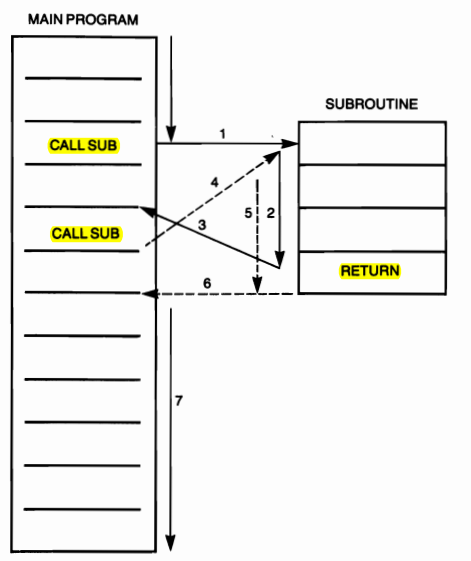 MAIN PROGRAM
SUBROUTINE
1
CALL SUB
4
3
5
2
CALL SUB
RETURN
6
7